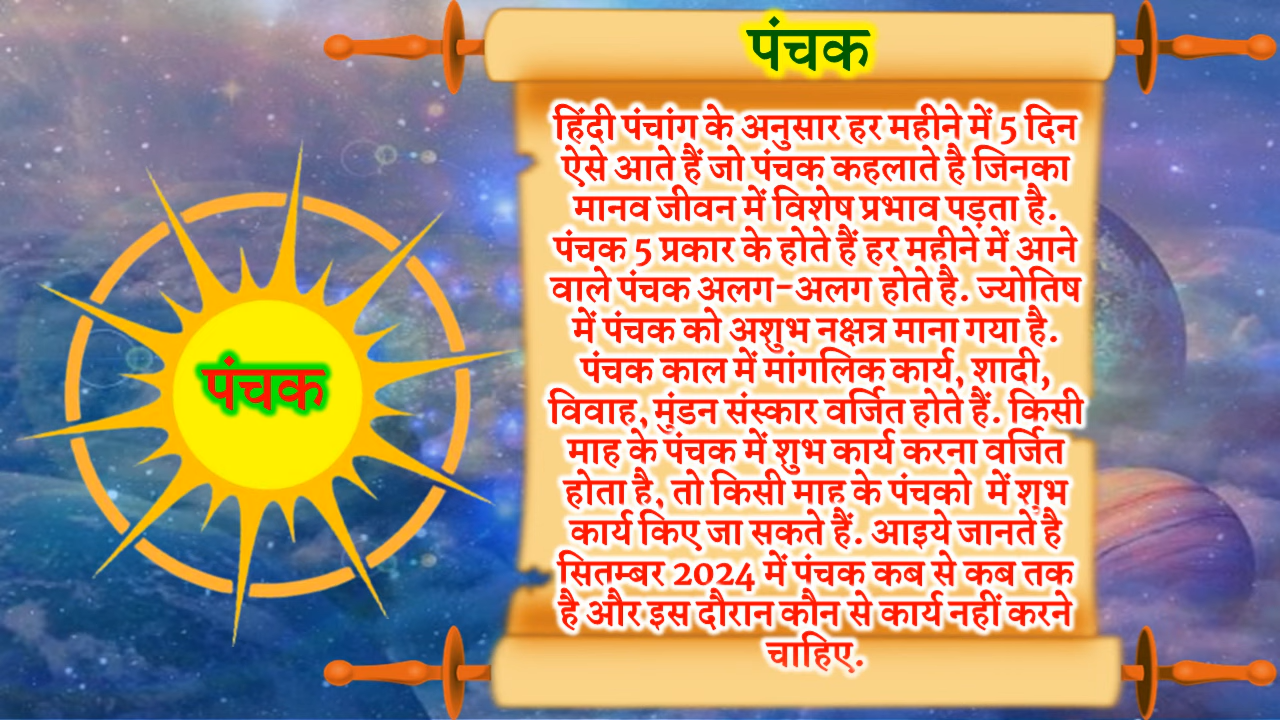 पंचक
हिंदी पंचांग के अनुसार हर महीने में 5 दिन
ऐसे आते हैं जो पंचक कहलाते है जिनका
मानव जीवन में विशेष प्रभाव पड़ता है.
पंचक 5 प्रकार के होते हैं हर महीने में आने
वाले पंचक अलग-अलग होते है. ज्योतिष
में पंचक को अशुभ नक्षत्र माना गया है.
पंचक काल में मांगलिक कार्य, शादी,
विवाह, मुंडन संस्कार वर्जित होते हैं. किसी
माह के पंचक में शुभ कार्य करना वर्जित
होता है, तो किसी माह के पंचको में शुभ
कार्य किए जा सकते हैं. आइये जानते है
सितम्बर 2024 में पंचक कब से कब तक
है और इस दौरान कौन से कार्य नहीं करने
चाहिए.
पंचक